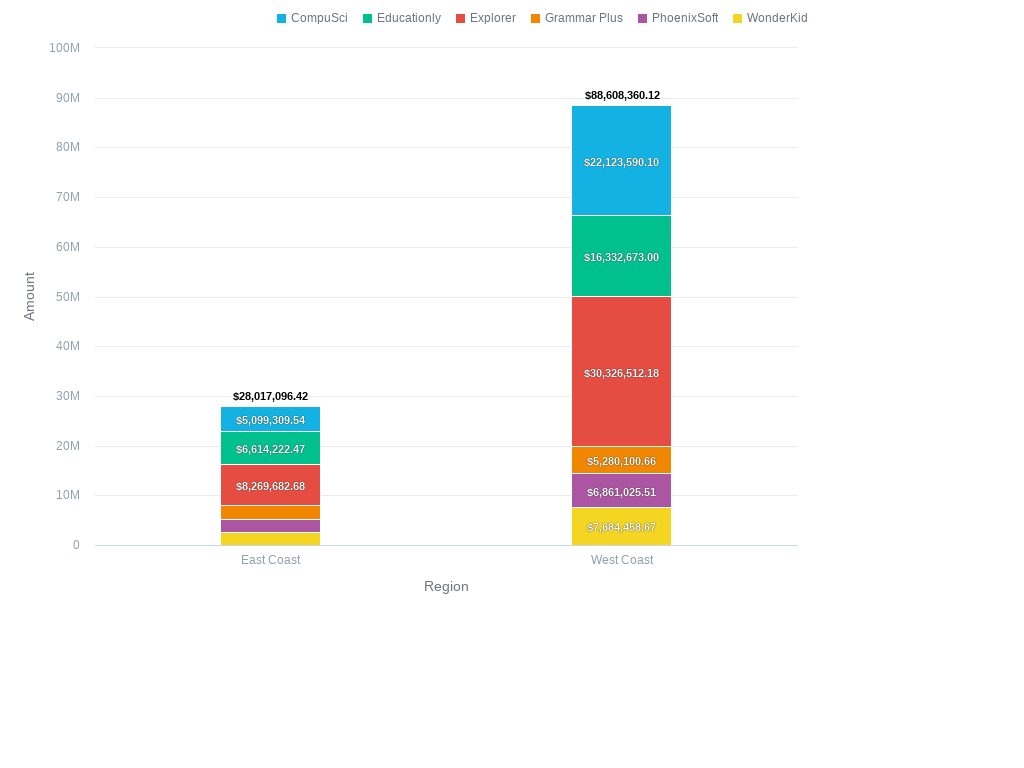 CompuSci Educationly Explorer Grammar Plus PhoenixSoft WonderKid
100M
90M
80M
70M
60M
50M
40M
30M
20M
10M
0
Amount
$88,608,360.12
$22,123,590.10
$16,332,673.00
$30,326,512.18
$5,280,100.66
$6,861,025.51
$7,684,458.67
$28,017,096.42
$5,099,309.54
$6,614,222.47
$8,269,682.68
East Coast West Coast
Region